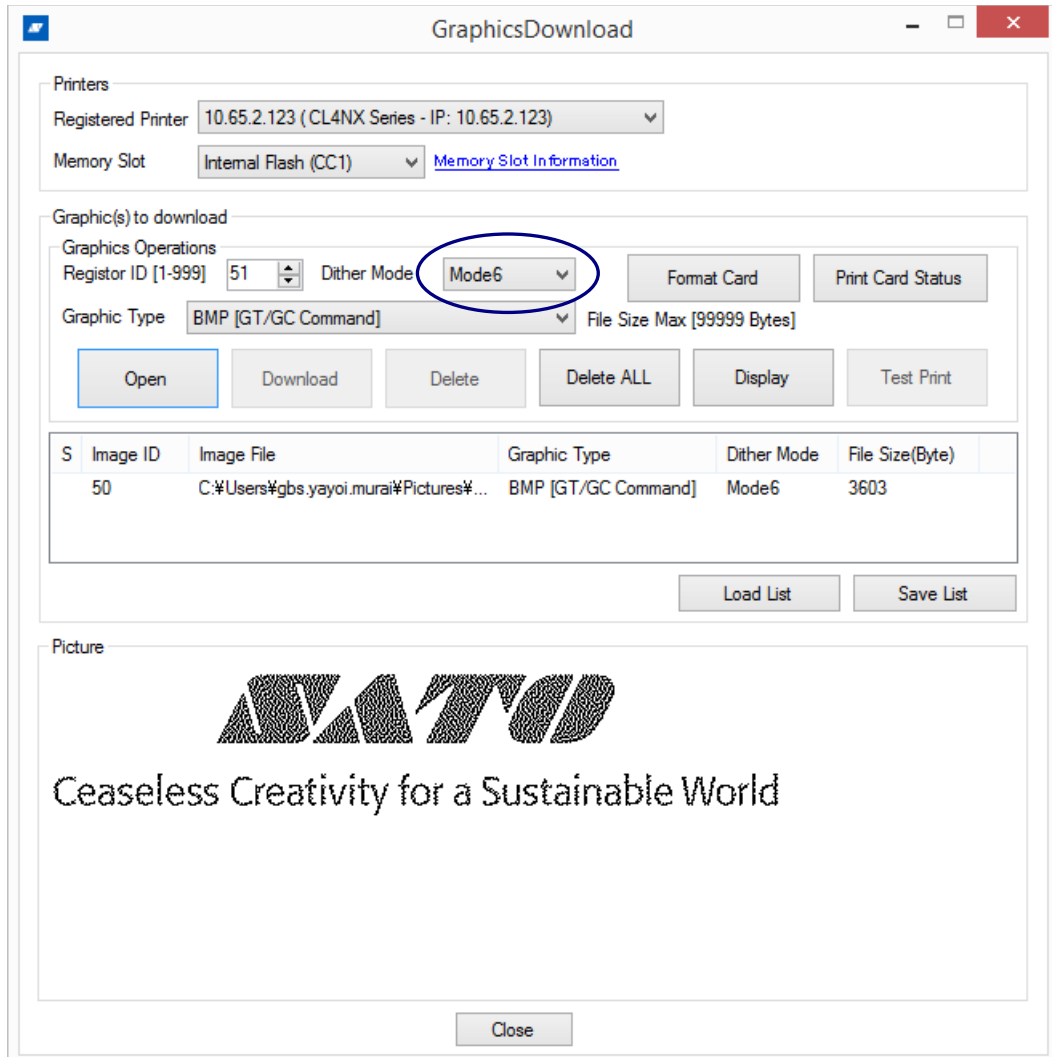 GraphicsDownload
Printers
Registered Printer 10.65.2.123 ( CL4NX Series - IP: 10.65.2.123)
Memory Slot Internal Flash (CC1) Memory Slot Information
Graphic(s) to download
Graphics Operations
Registor ID [1-999] 51 Dither Mode Mode6 Format Card Print Card Status
Graphic Type BMP [GT/GC Command] File Size Max [99999 Bytes]
Open Download Delete Delete ALL Display Test Print
S Image ID Image File Graphic Type Dither Mode File Size(Byte)
50 C:¥Users¥gbs.yayoi.murai¥Pictures¥... BMP [GT/GC Command] Mode6 3603
Load List Save List
Picture
SATO
Ceaseless Creativity for a Sustainable World
Close